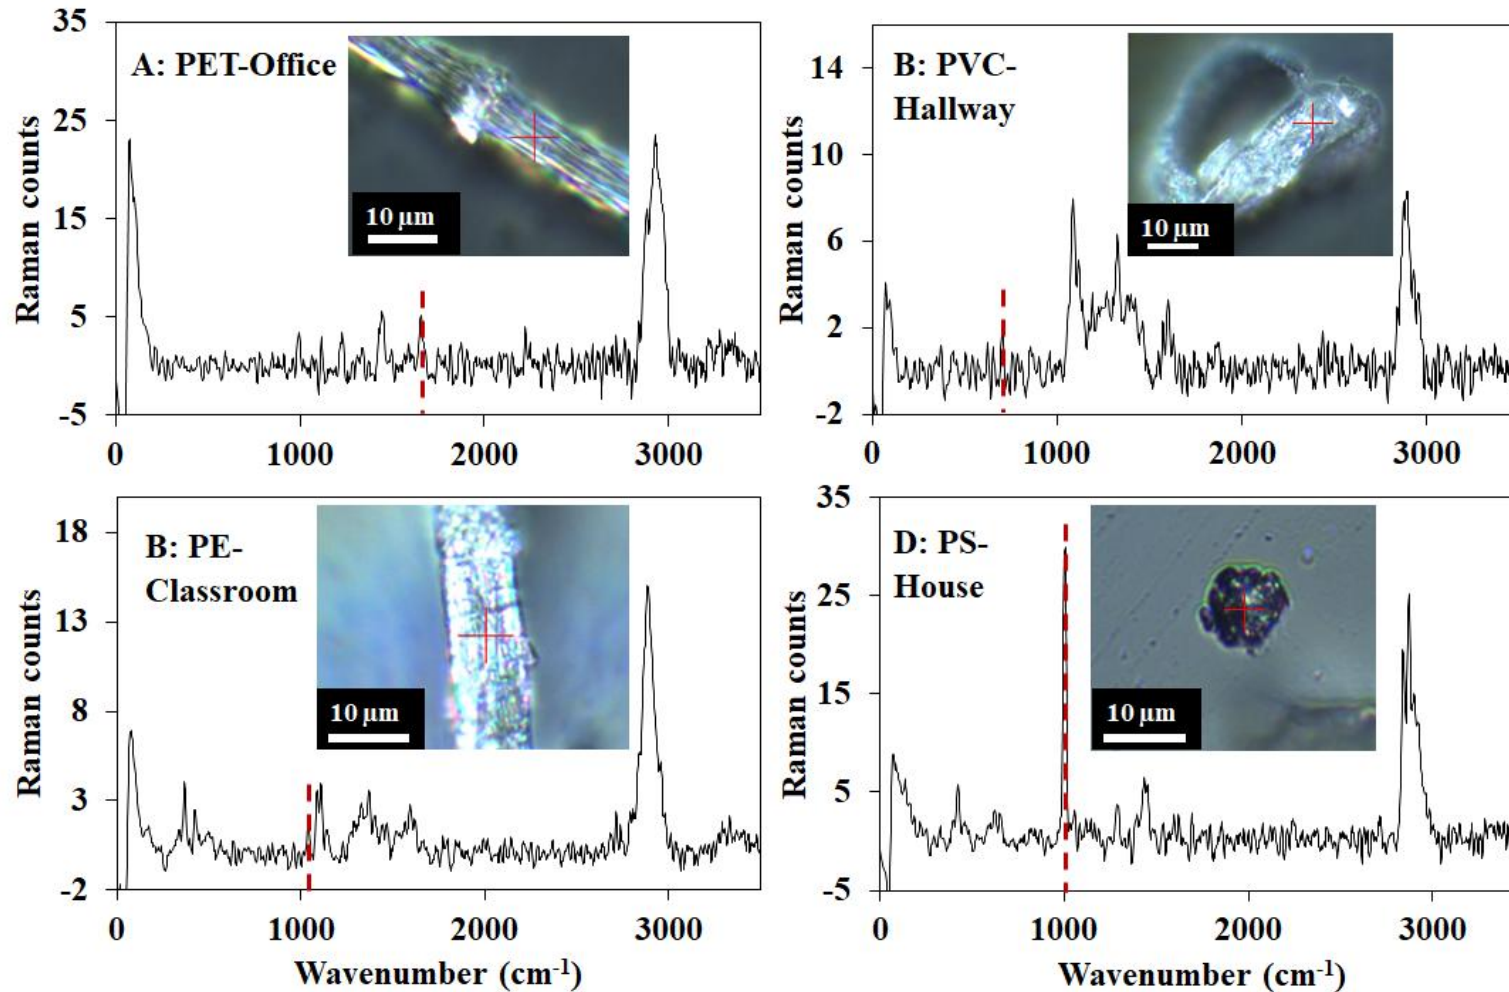 35
25
15
5
-5
Raman counts
A: PET-Office
10 µm
0
1000
2000
3000
14
10
6
2
-2
Raman counts
B: PVC-
Hallway
10 µm
0
1000
2000
3000
18
13
8
3
-2
Raman counts
B: PE-
Classroom
10 µm
0
1000
2000
3000
Wavenumber (cm⁻¹)
35
25
15
5
-5
Raman counts
D: PS-
House
10 µm
0
1000
2000
3000
Wavenumber (cm⁻¹)